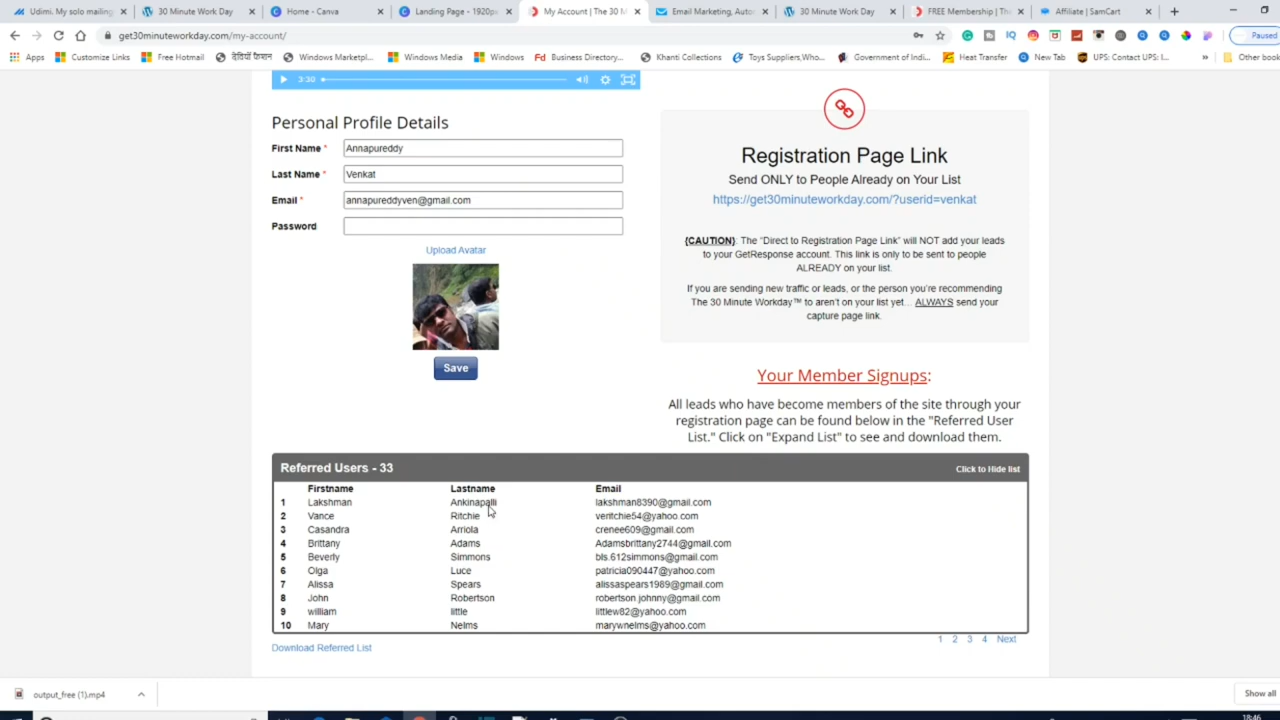 Udimi. My solo mailing
30 Minute Work Day
Home - Canva
Landing Page - 1920p
My Account | The 30 M
Email Marketing, Auto
30 Minute Work Day
FREE Membership | The
Affiliate | SamCart
get30minuteworkday.com/my-account/
Paused
Apps
Customize Links
Free Hotmail
देवियों फैशन
Windows Marketpl...
Windows Media
Windows
Business Directory...
Khanti Collections
Toys Suppliers,Who...
Government of Indi...
Heat Transfer
New Tab
UPS: Contact UPS: I...
»
Other book
3:30
Personal Profile Details
First Name * Annapureddy
Last Name * Venkat
Email * annapureddyven@gmail.com
Password
Upload Avatar
Save
Registration Page Link
Send ONLY to People Already on Your List
https://get30minuteworkday.com/?userid=venkat
(CAUTION): The “Direct to Registration Page Link” will NOT add your leads
to your GetResponse account. This link is only to be sent to people
ALREADY on your list.
If you are sending new traffic or leads, or the person you’re recommending
The 30 Minute Workday™ to aren’t on your list yet… ALWAYS send your
capture page link.
Your Member Signups:
All leads who have become members of the site through your
registration page can be found below in the "Referred User
List." Click on "Expand List" to see and download them.
Referred Users - 33 Click to Hide list
Firstname Lastname Email
1 Lakshman Ankinapalli lakshman8390@gmail.com
2 Vance Ritchie veritchie54@yahoo.com
3 Casandra Arriola crenee609@gmail.com
4 Brittany Adams Adamsbrittany2744@gmail.com
5 Beverly Simmons bls.612simmons@gmail.com
6 Olga Luce patricia090447@yahoo.com
7 Alissa Spears alissaspears1989@gmail.com
8 John Robertson robertson.johnny@gmail.com
9 william little littlew82@yahoo.com
10 Mary Nelms marywnelms@yahoo.com
1 2 3 4 Next
Download Referred List
output_free (1).mp4
Show all
18:46